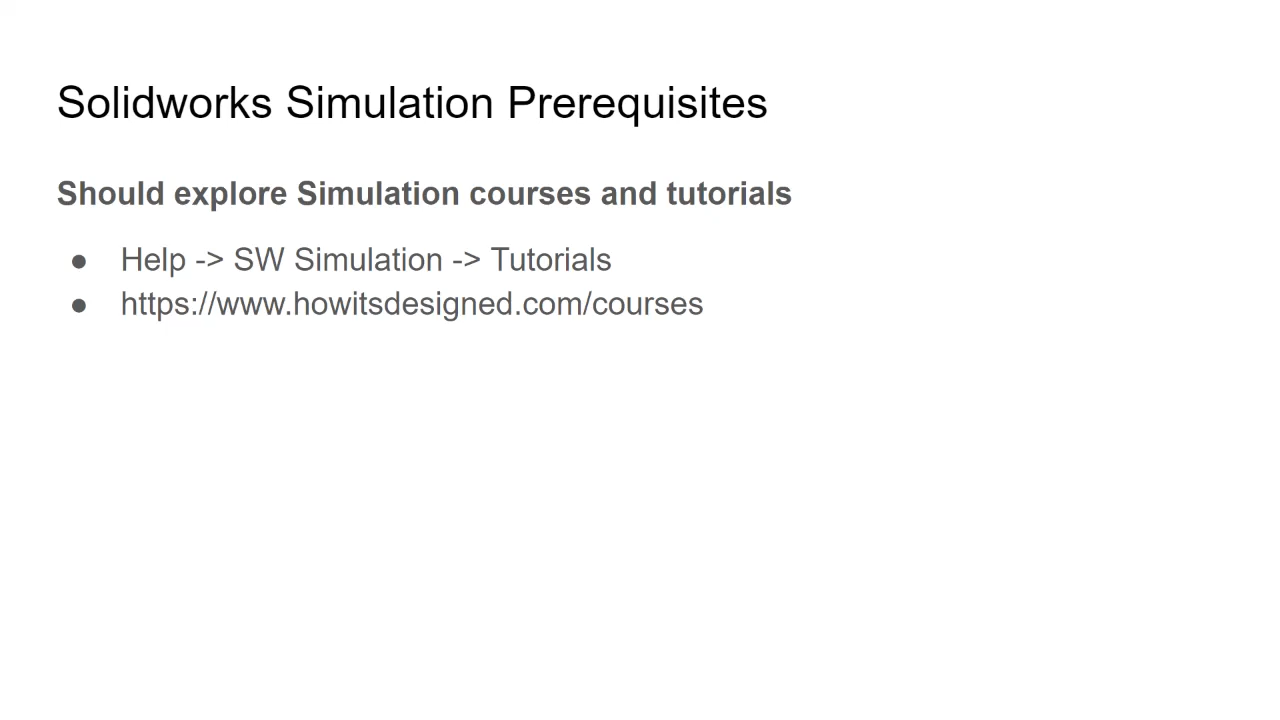 Solidworks Simulation Prerequisites
Should explore Simulation courses and tutorials
● Help -> SW Simulation -> Tutorials
● https://www.howitsdesigned.com/courses